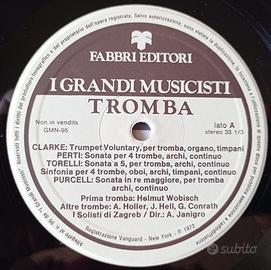 FABBRI EDITORI
I GRANDI MUSICISTI
TROMBA
Non in vendita
GMN-95
lato A
stereo 33 1/3
CLARKE: Trumpet Voluntary, per tromba, organo, timpani
PERTI: Sonata per 4 trombe, archi, continuo
TORELLI: Sonata a 5, per tromba, archi, continuo
Sinfonia per 4 trombe, oboi, archi, timpani, continuo
PURCELL: Sonata in re maggiore, per tromba
archi, continuo
Prima tromba: Helmut Wobisch
Altre trombe: A. Holler, J. Hell, G. Conrath
I Solisti di Zagreb / Dir.: A. Janigro
Registrazione Vanguard - New York - ℗ 1972
subito